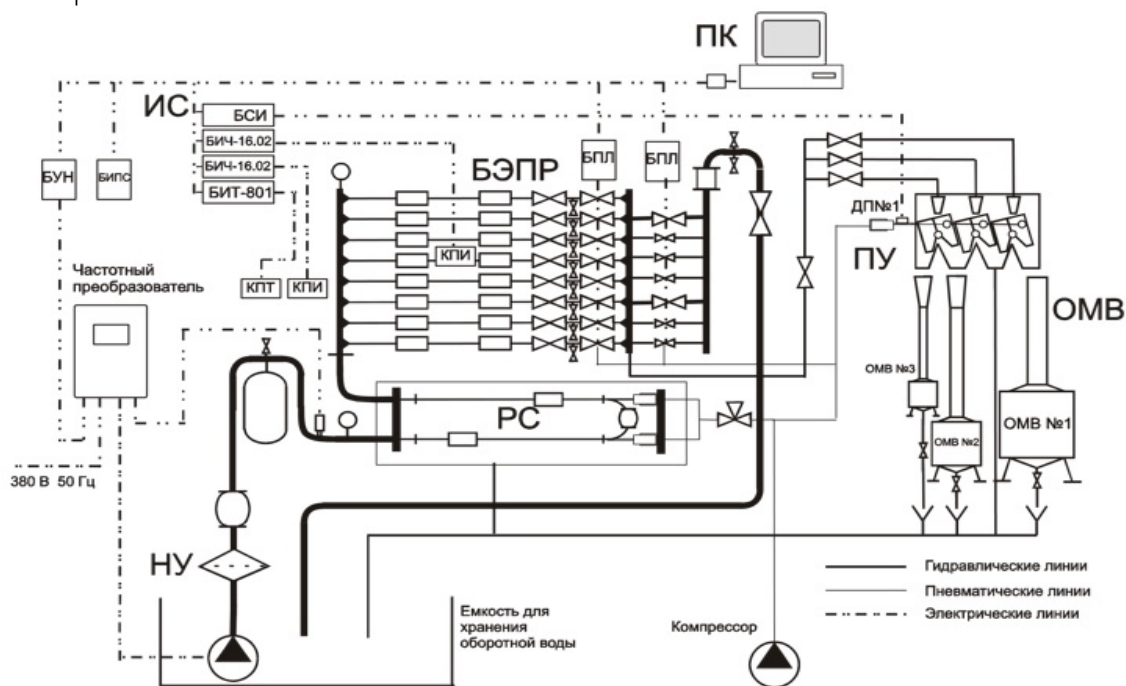 ПК
ИС
БСИ
БИЧ-16.02
БИЧ-16.02
БИТ-801
БУН
БИПС
БЭПР
БПЛ
БПЛ
КПИ
КПТ
КПИ
ДП№1
ПУ
ОМВ
Частотный
преобразователь
ОМВ №3
ОМВ №2
ОМВ №1
РС
380 В 50 Гц
НУ
Емкость для
хранения
оборотной воды
Компрессор
Гидравлические линии
Пневматические линии
Электрические линии